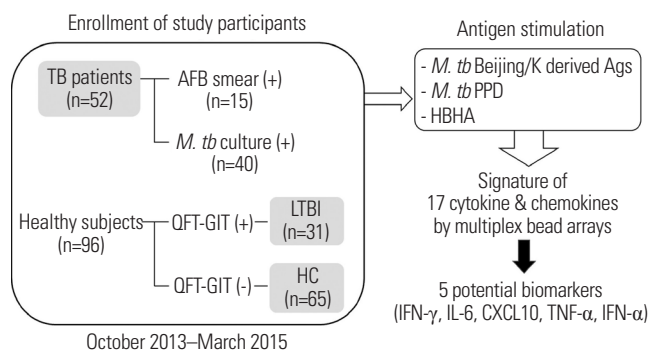 Enrollment of study participants
TB patients
(n=52)
AFB smear (+)
(n=15)
M. tb culture (+)
(n=40)
Healthy subjects
(n=96)
QFT-GIT (+)
LTBI
(n=31)
QFT-GIT (-)
HC
(n=65)
October 2013–March 2015
Antigen stimulation
- M. tb Beijing/K derived Ags
- M. tb PPD
- HBHA
Signature of
17 cytokine & chemokines
by multiplex bead arrays
5 potential biomarkers
(IFN-γ, IL-6, CXCL10, TNF-α, IFN-α)